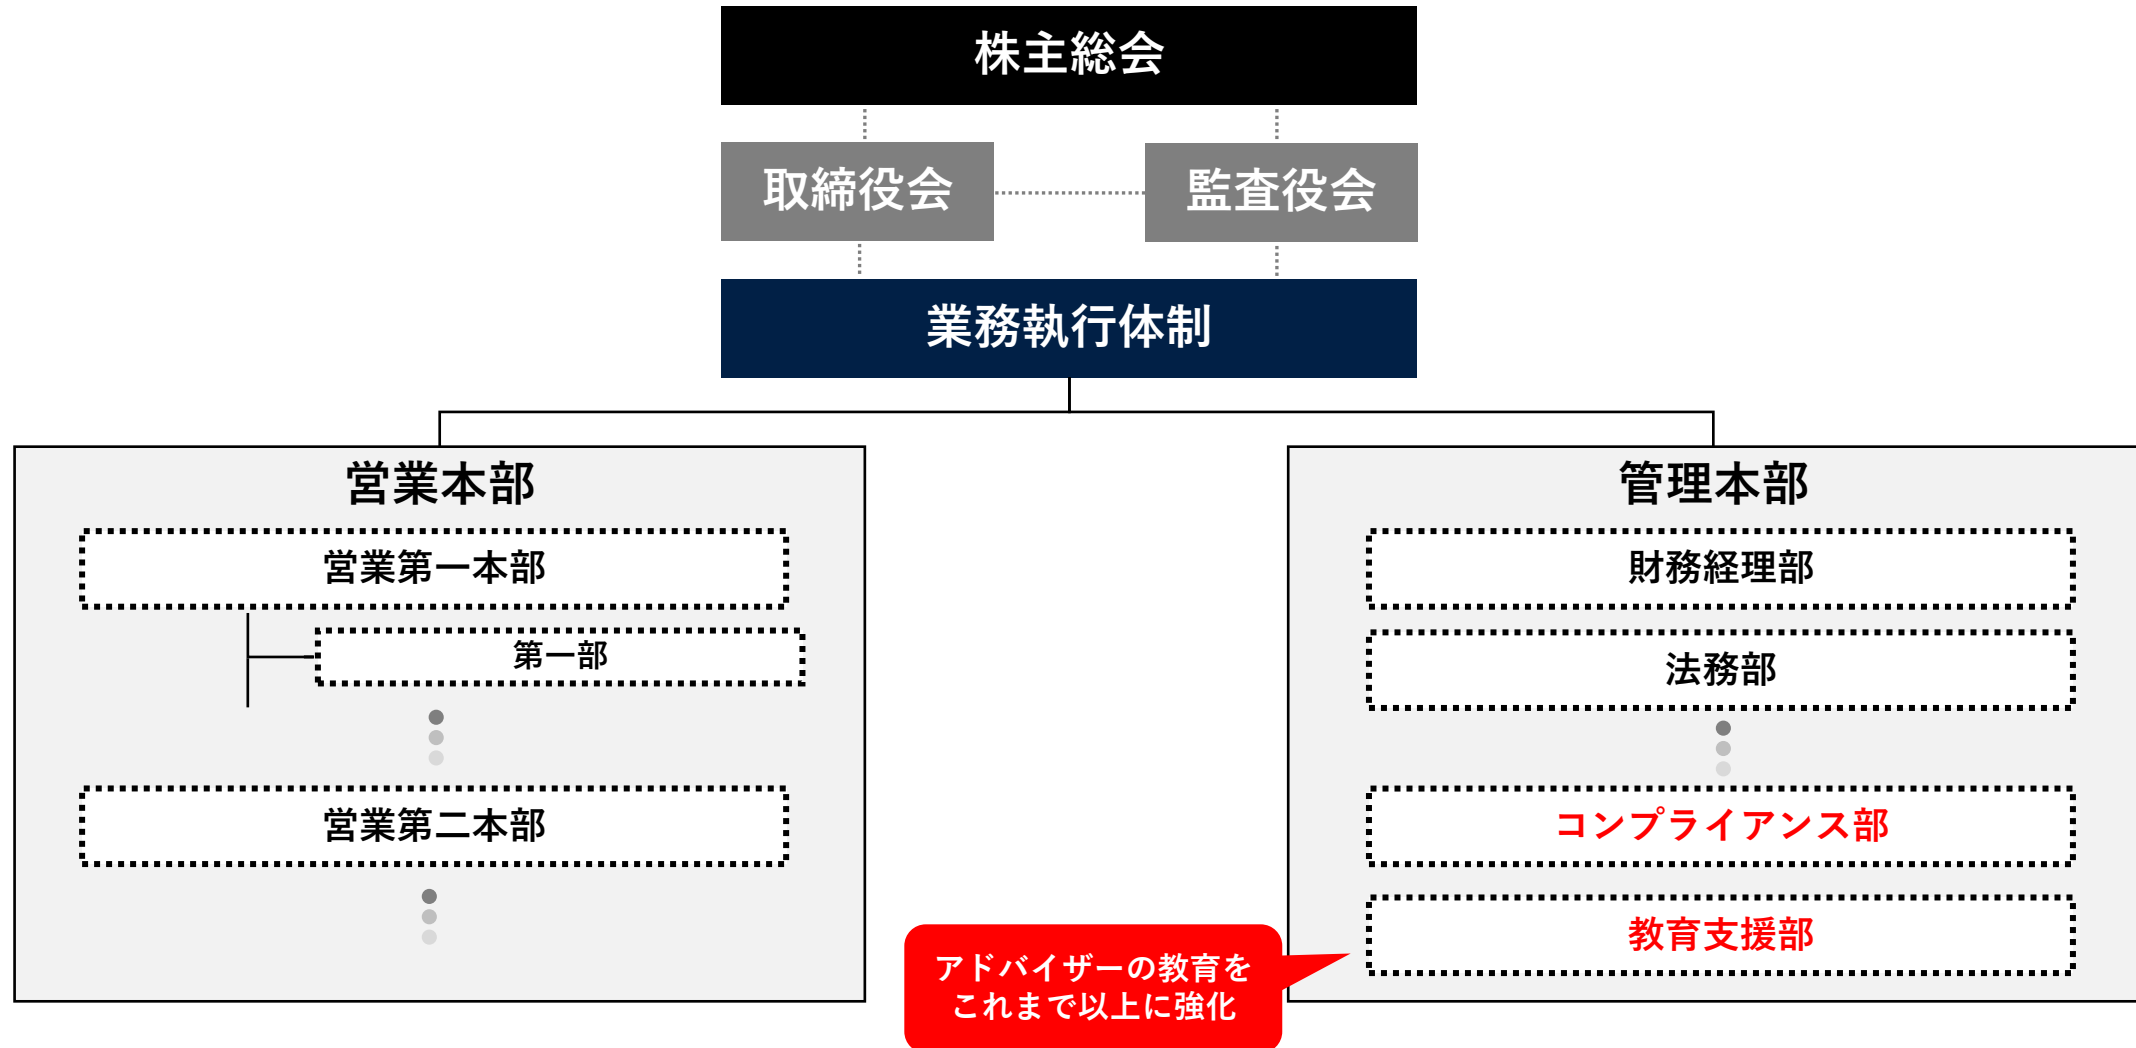 株主総会
取締役会
監査役会
業務執行体制
営業本部
営業第一本部
第一部
営業第二本部
管理本部
財務経理部
法務部
コンプライアンス部
教育支援部
アドバイザーの教育を
これまで以上に強化